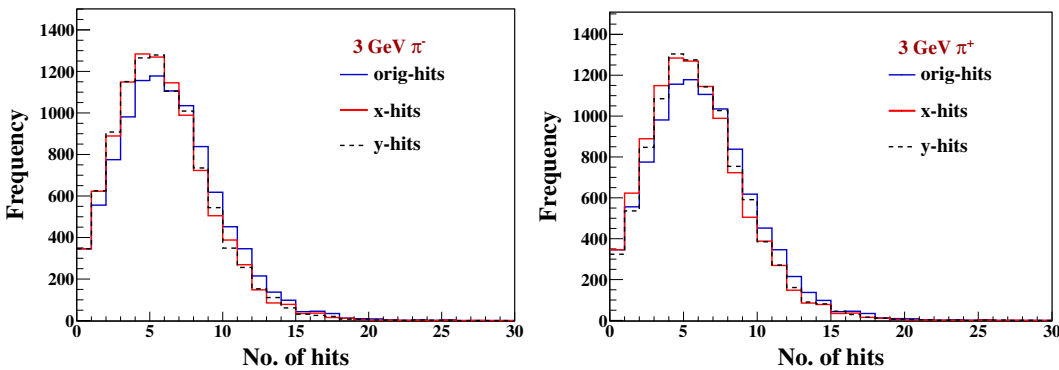 Frequency
1400
1200
1000
800
600
400
200
0
0 5 10 15 20 25 30
No. of hits
3 GeV π⁻
orig-hits
x-hits
y-hits
Frequency
1400
1200
1000
800
600
400
200
0
0 5 10 15 20 25 30
No. of hits
3 GeV π⁺
orig-hits
x-hits
y-hits